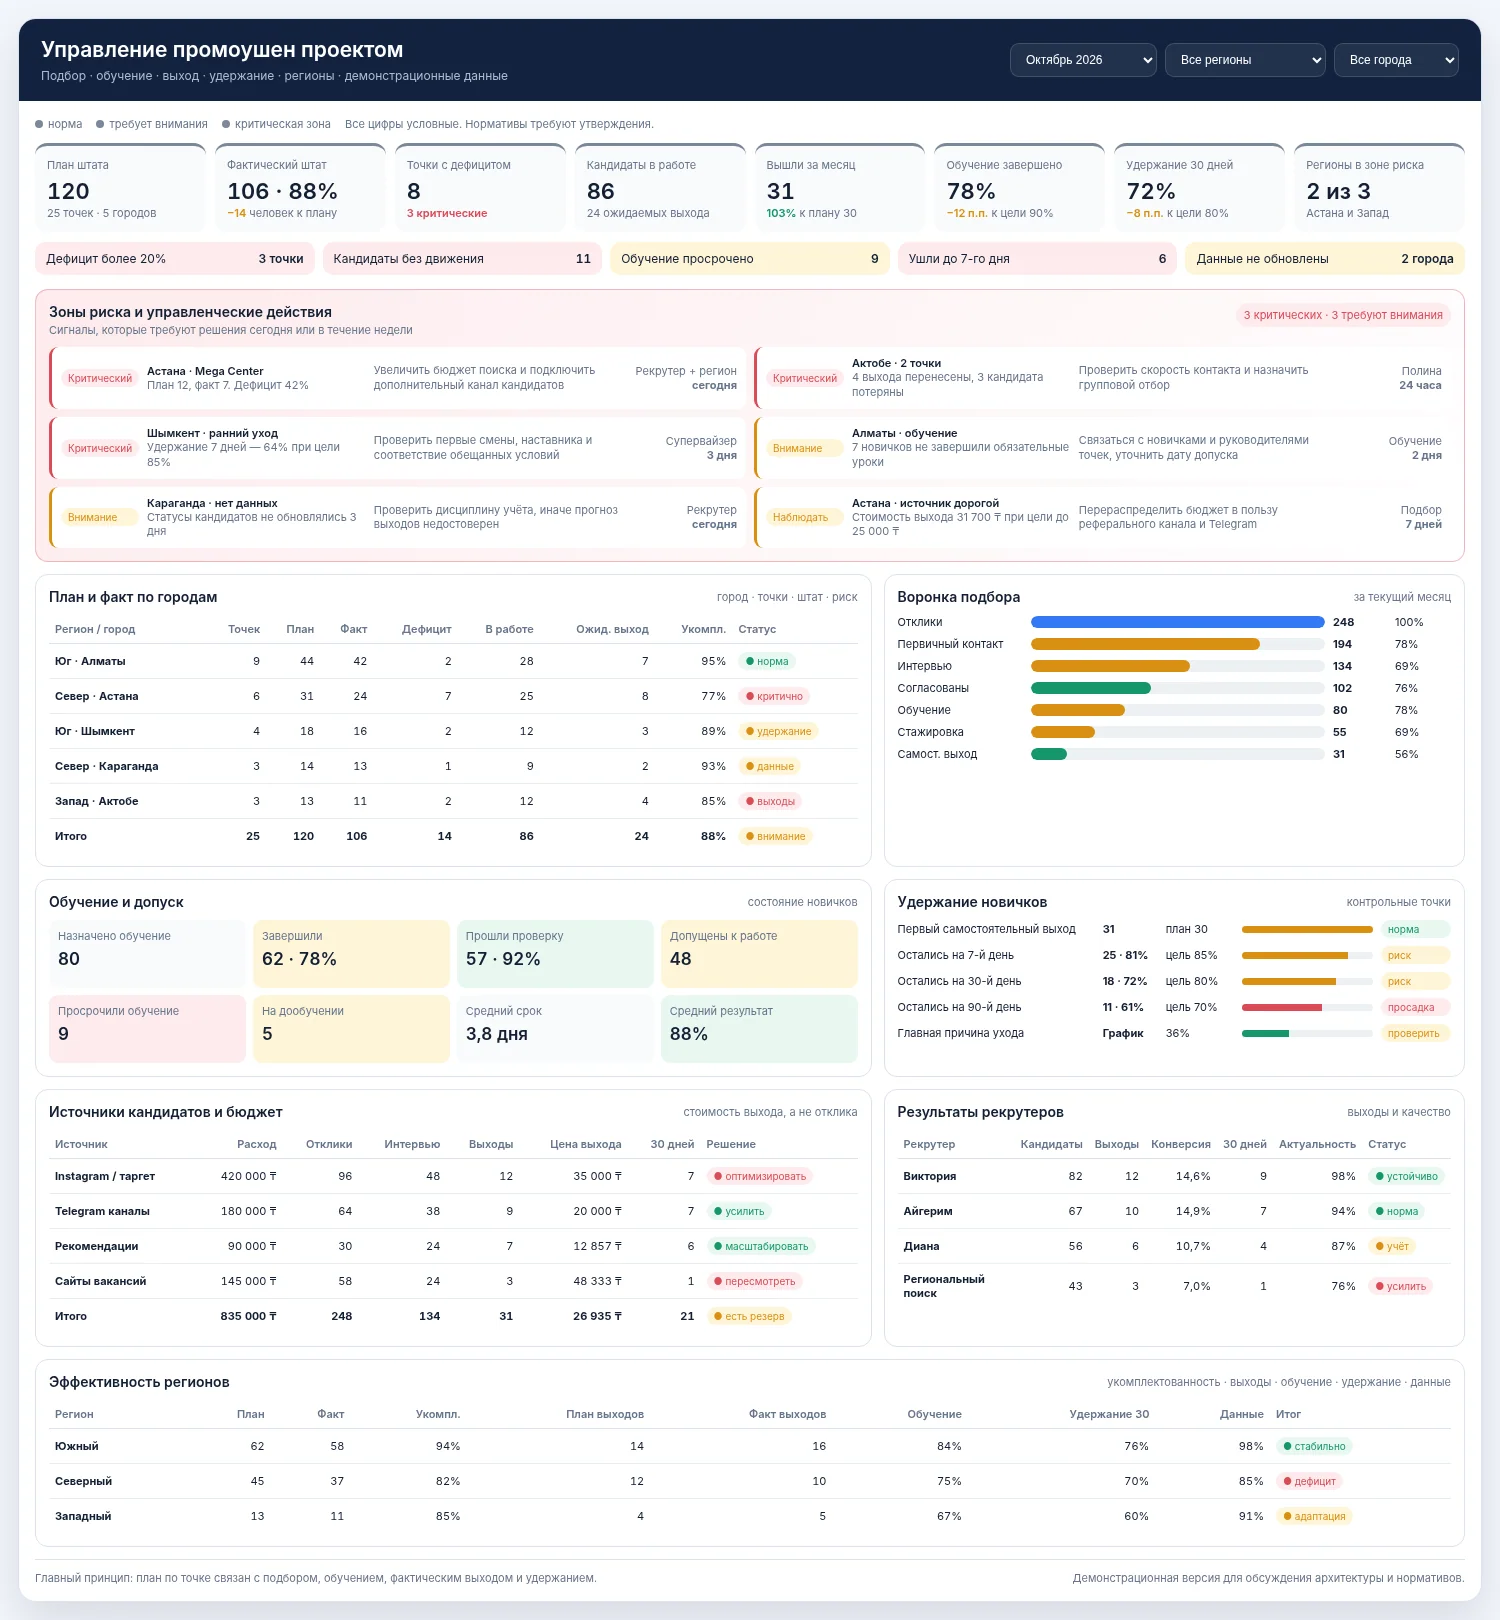 Управление промоушен проектом
Подбор · обучение · выход · удержание · регионы · демонстрационные данные
Октябрь 2026
Все регионы
Все города
норма
требует внимания
критическая зона
Все цифры условные. Нормативы требуют утверждения.
План штата
120
25 точек · 5 городов
Фактический штат
106 · 88%
−14 человек к плану
Точки с дефицитом
8
3 критические
Кандидаты в работе
86
24 ожидаемых выхода
Вышли за месяц
31
103% к плану 30
Обучение завершено
78%
−12 п.п. к цели 90%
Удержание 30 дней
72%
−8 п.п. к цели 80%
Регионы в зоне риска
2 из 3
Астана и Запад
Дефицит более 20% 3 точки
Кандидаты без движения 11
Обучение просрочено 9
Ушли до 7-го дня 6
Данные не обновлены 2 города
Зоны риска и управленческие действия
Сигналы, которые требуют решения сегодня или в течение недели
3 критических · 3 требуют внимания
Критический
Астана · Mega Center
План 12, факт 7. Дефицит 42%
Увеличить бюджет поиска и подключить
дополнительный канал кандидатов
Рекрутер + регион
сегодня
Критический
Актобе · 2 точки
4 выхода перенесены, 3 кандидата
потеряны
Проверить скорость контакта и назначить
групповой отбор
Полина
24 часа
Критический
Шымкент · ранний уход
Удержание 7 дней — 64% при цели
85%
Проверить первые смены, наставника и
соответствие обещанных условий
Супервайзер
3 дня
Внимание
Алматы · обучение
7 новичков не завершили обязательные
уроки
Связаться с новичками и руководителями
точек, уточнить дату допуска
Обучение
2 дня
Внимание
Караганда · нет данных
Статусы кандидатов не обновлялись 3
дня
Проверить дисциплину учёта, иначе прогноз
выходов недостоверен
Рекрутер
сегодня
Наблюдать
Астана · источник дорогой
Стоимость выхода 31 700 ₸ при цели до
25 000 ₸
Перераспределить бюджет в пользу
реферального канала и Telegram
Подбор
7 дней
План и факт по городам
город · точки · штат · риск
Регион / город Точек План Факт Дефицит В работе Ожид. выход Укомпл. Статус
Юг · Алматы 9 44 42 2 28 7 95% норма
Север · Астана 6 31 24 7 25 8 77% критично
Юг · Шымкент 4 18 16 2 12 3 89% удержание
Север · Караганда 3 14 13 1 9 2 93% данные
Запад · Актобе 3 13 11 2 12 4 85% выходы
Итого 25 120 106 14 86 24 88% внимание
Воронка подбора
за текущий месяц
Отклики 248 100%
Первичный контакт 194 78%
Интервью 134 69%
Согласованы 102 76%
Обучение 80 78%
Стажировка 55 69%
Самост. выход 31 56%
Обучение и допуск
состояние новичков
Назначено обучение
80
Завершили
62 · 78%
Прошли проверку
57 · 92%
Допущены к работе
48
Просрочили обучение
9
На дообучении
5
Средний срок
3,8 дня
Средний результат
88%
Удержание новичков
контрольные точки
Первый самостоятельный выход 31 план 30 норма
Остались на 7-й день 25 · 81% цель 85% риск
Остались на 30-й день 18 · 72% цель 80% риск
Остались на 90-й день 11 · 61% цель 70% просадка
Главная причина ухода График 36% проверить
Источники кандидатов и бюджет
стоимость выхода, а не отклика
Источник Расход Отклики Интервью Выходы Цена выхода 30 дней Решение
Instagram / таргет 420 000 ₸ 96 48 12 35 000 ₸ 7 оптимизировать
Telegram каналы 180 000 ₸ 64 38 9 20 000 ₸ 7 усилить
Рекомендации 90 000 ₸ 30 24 7 12 857 ₸ 6 масштабировать
Сайты вакансий 145 000 ₸ 58 24 3 48 333 ₸ 1 пересмотреть
Итого 835 000 ₸ 248 134 31 26 935 ₸ 21 есть резерв
Результаты рекрутеров
выходы и качество
Рекрутер Кандидаты Выходы Конверсия 30 дней Актуальность Статус
Виктория 82 12 14,6% 9 98% устойчиво
Айгерим 67 10 14,9% 7 94% норма
Диана 56 6 10,7% 4 87% учёт
Региональный
поиск 43 3 7,0% 1 76% усилить
Эффективность регионов
укомплектованность · выходы · обучение · удержание · данные
Регион План Факт Укомпл. План выходов Факт выходов Обучение Удержание 30 Данные Итог
Южный 62 58 94% 14 16 84% 76% 98% стабильно
Северный 45 37 82% 12 10 75% 70% 85% дефицит
Западный 13 11 85% 4 5 67% 60% 91% адаптация
Главный принцип: план по точке связан с подбором, обучением, фактическим выходом и удержанием.
Демонстрационная версия для обсуждения архитектуры и нормативов.